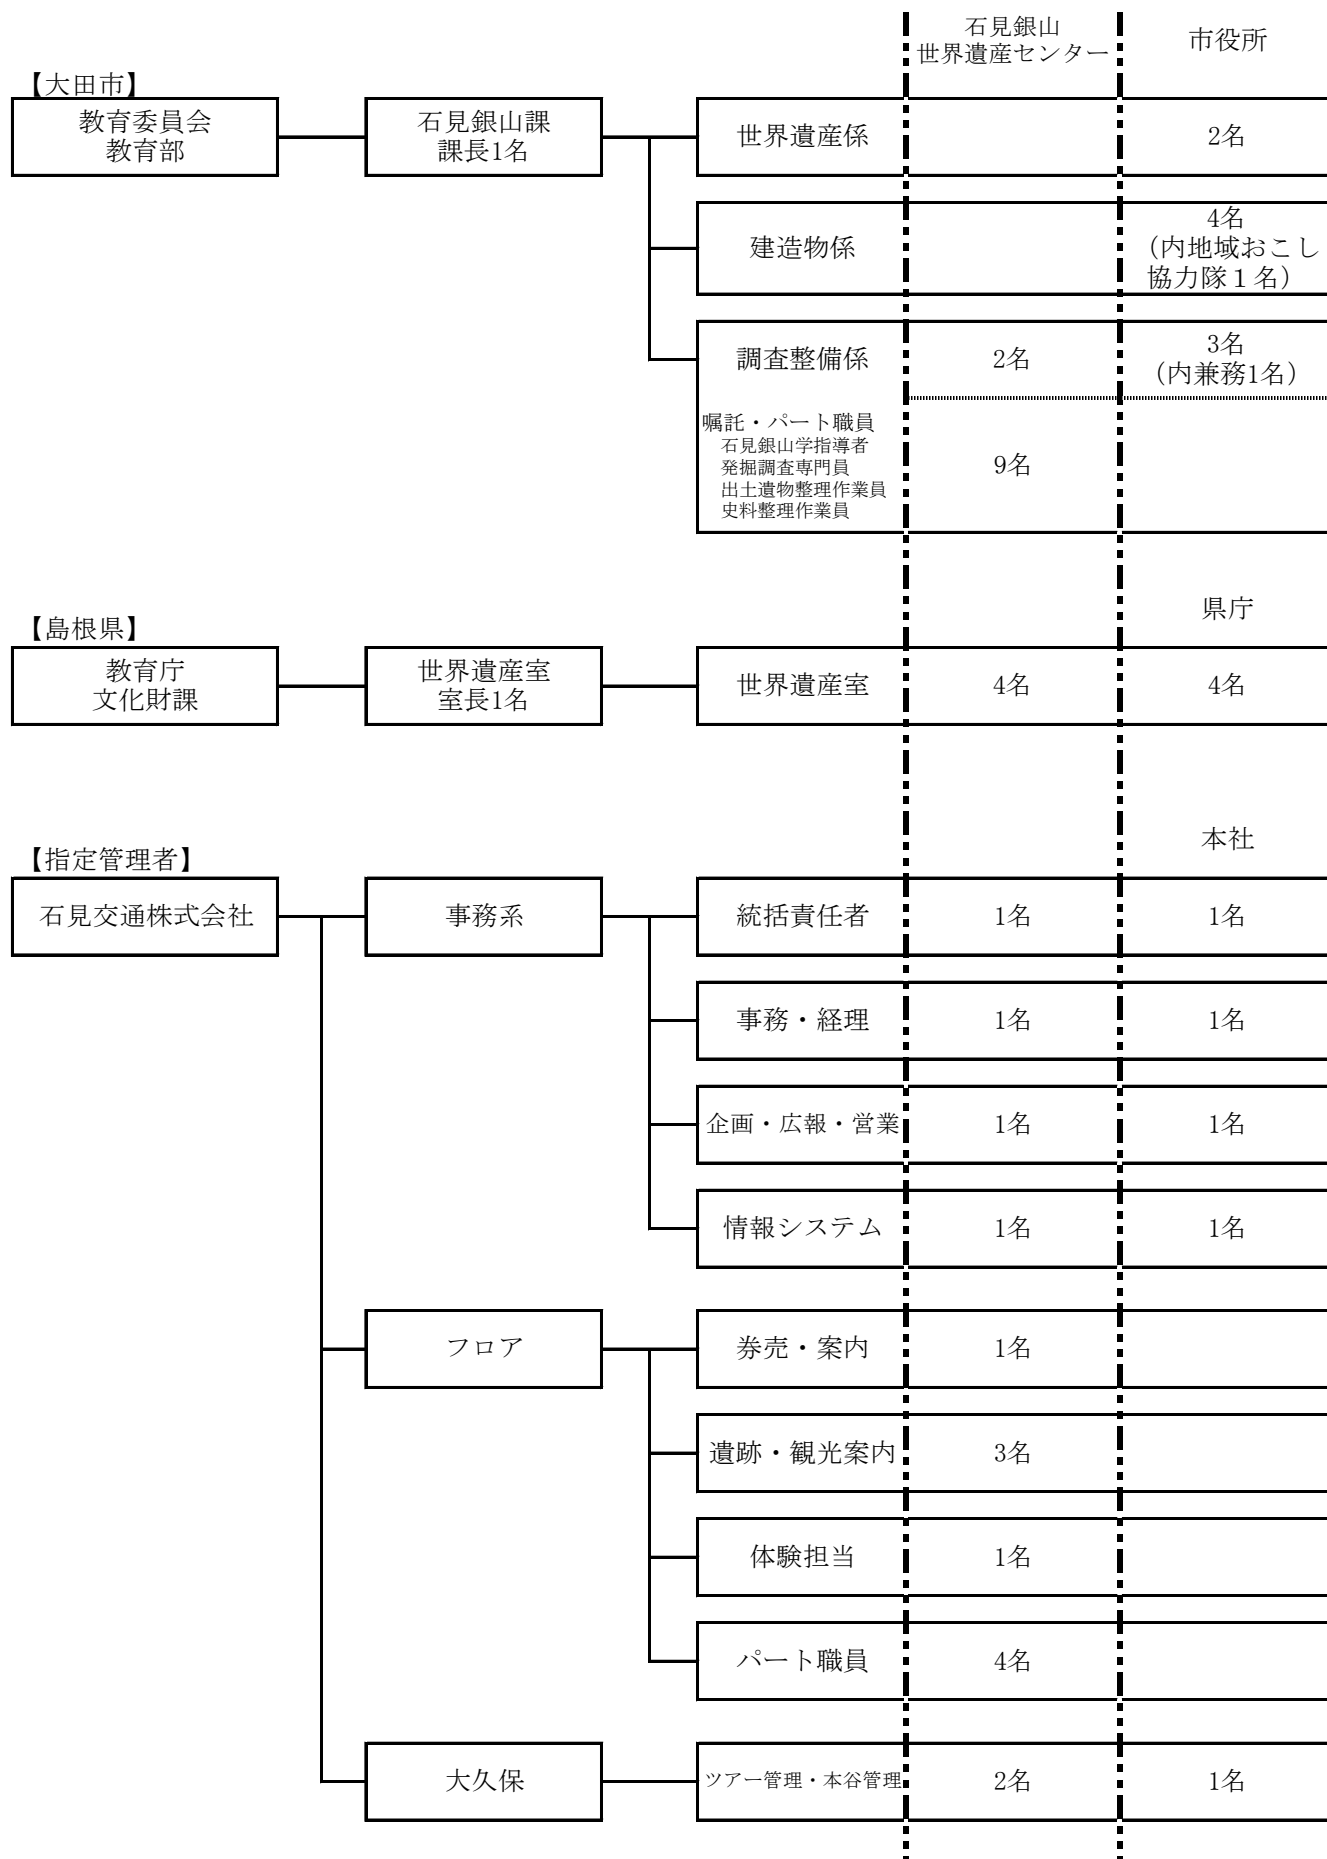 石見銀山
世界遺産センター
市役所
【大田市】
教育委員会
教育部
石見銀山課
課長1名
世界遺産係
2名
建造物係
4名
（内地域おこし
協力隊１名）
調査整備係
2名
3名
（内兼務1名）
嘱託・パート職員
石見銀山学指導者
発掘調査専門員
出土遺物整理作業員
史料整理作業員
9名
県庁
【島根県】
教育庁
文化財課
世界遺産室
室長1名
世界遺産室
4名
4名
本社
【指定管理者】
石見交通株式会社
事務系
統括責任者
1名
1名
事務・経理
1名
1名
企画・広報・営業
1名
1名
情報システム
1名
1名
フロア
券売・案内
1名
遺跡・観光案内
3名
体験担当
1名
パート職員
4名
大久保
ツアー管理・本谷管理
2名
1名